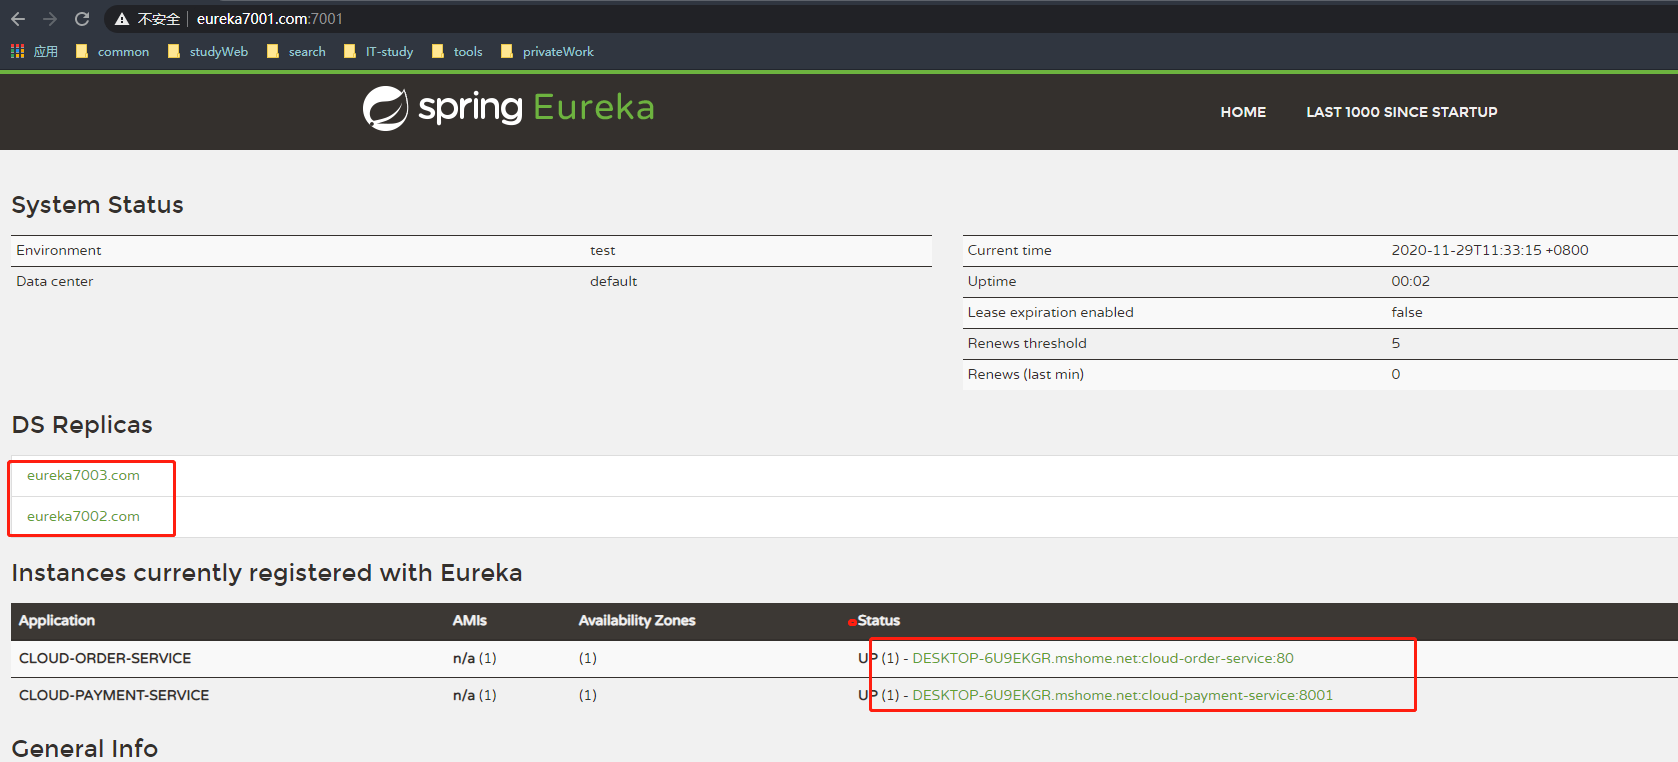 不安全 eureka7001.com:7001
应用 common studyWeb search IT-study tools privateWork
spring Eureka HOME LAST 1000 SINCE STARTUP
System Status
Environment test Current time 2020-11-29T11:33:15 +0800
Data center default Uptime 00:02
Lease expiration enabled false
Renews threshold 5
Renews (last min) 0
DS Replicas
eureka7003.com
eureka7002.com
Instances currently registered with Eureka
Application AMIs Availability Zones Status
CLOUD-ORDER-SERVICE n/a (1) (1) UP (1) - DESKTOP-6U9EKGR.mshome.net:cloud-order-service:80
CLOUD-PAYMENT-SERVICE n/a (1) (1) UP (1) - DESKTOP-6U9EKGR.mshome.net:cloud-payment-service:8001
General Info